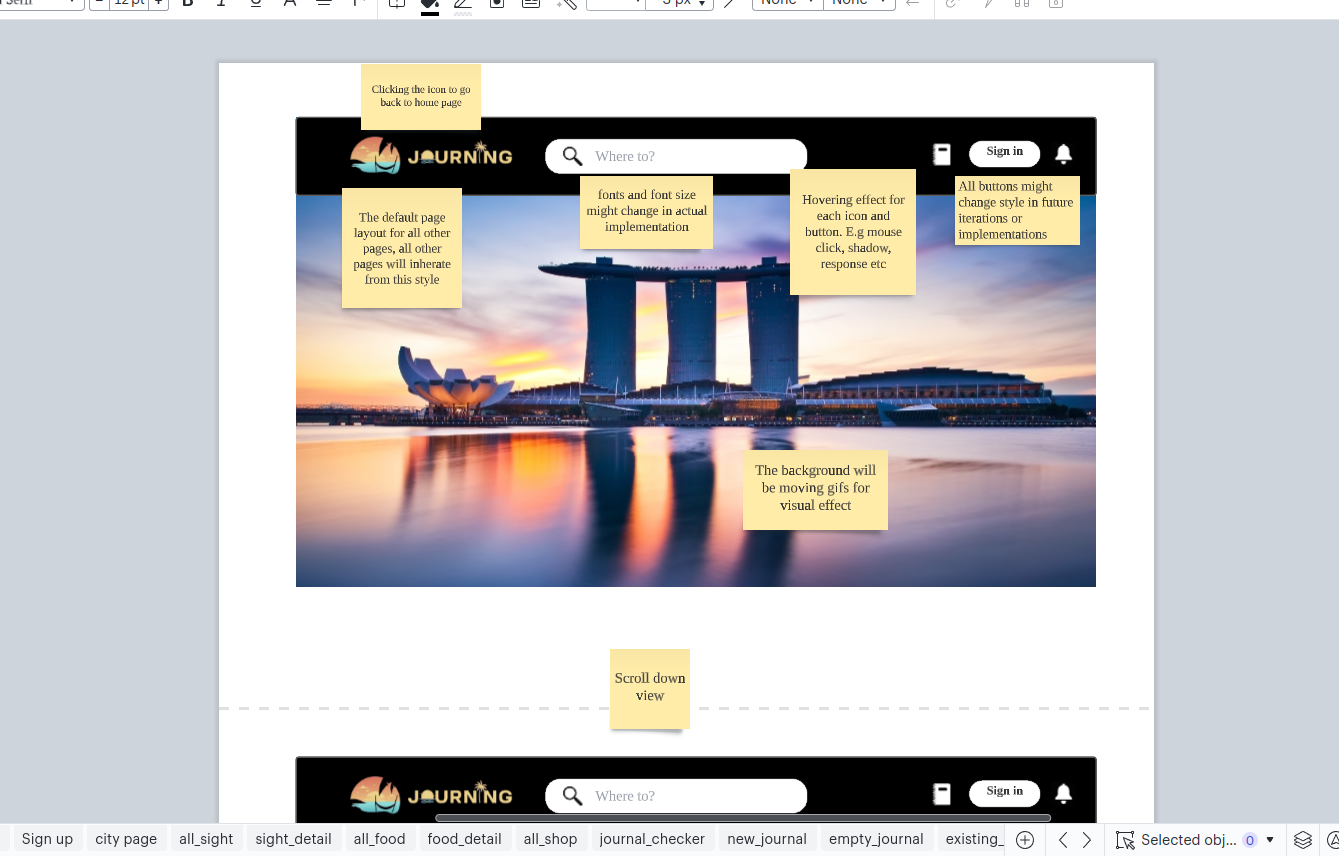 12 pt
B I U A
None
None
Clicking the icon to go
back to home page
JOURNING
Where to?
Sign in
The default page
layout for all other
pages, all other
pages will inherate
from this style
fonts and font size
might change in actual
implementation
Hovering effect for
each icon and
button. E.g mouse
click, shadow,
response etc
All buttons might
change style in future
iterations or
implementations
The background will
be moving gifs for
visual effect
Scroll down
view
JOURNING
Where to?
Sign in
Sign up
city page
all_sight
sight_detail
all_food
food_detail
all_shop
journal_checker
new_journal
empty_journal
existing_
Selected obj... 0